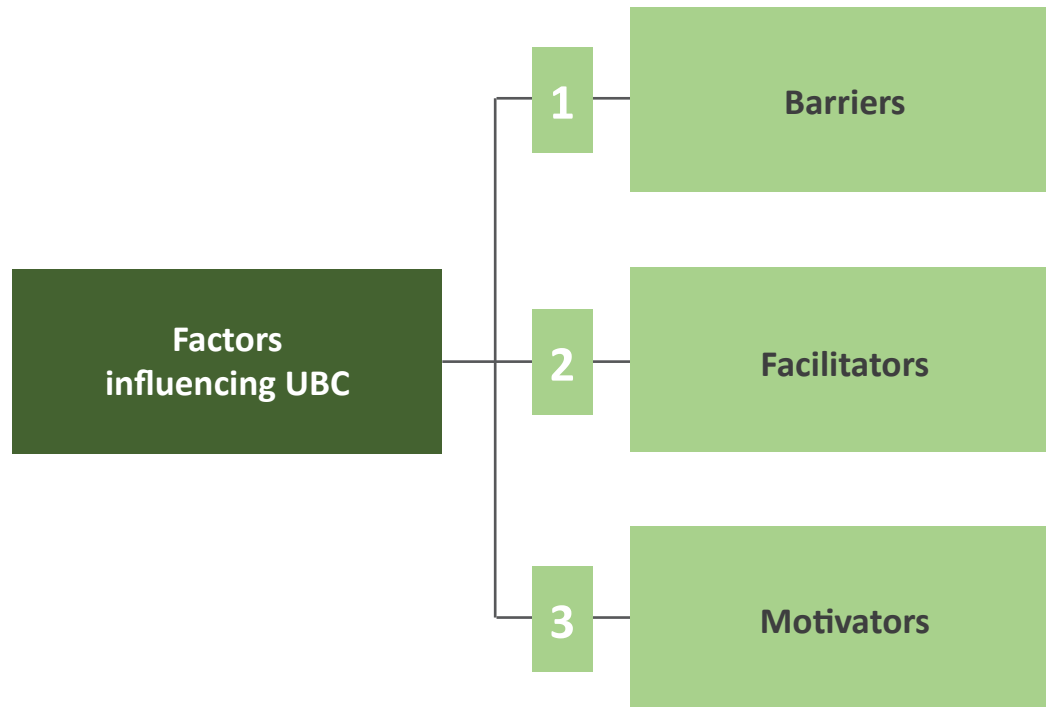 1
Barriers
Factors
influencing UBC
2
Facilitators
3
Motivators